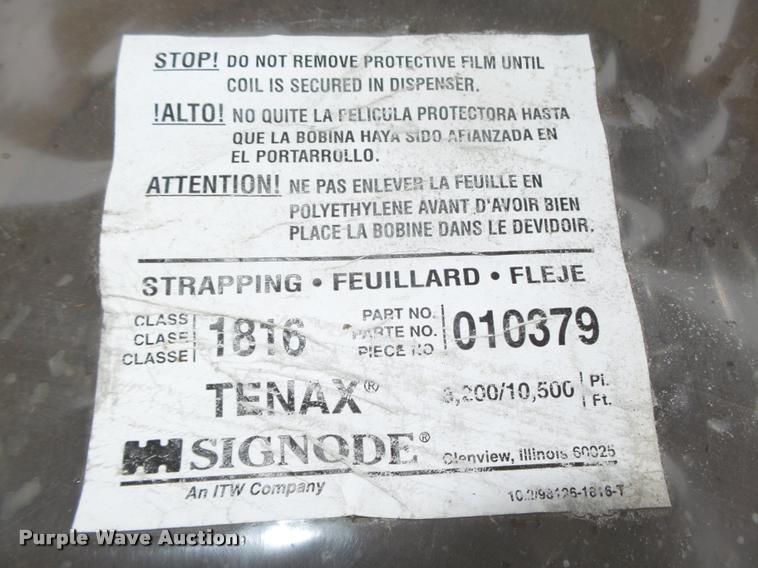 STOP! DO NOT REMOVE PROTECTIVE FILM UNTIL
COIL IS SECURED IN DISPENSER.
!ALTO! NO QUITE LA PELICULA PROTECTORA HASTA
QUE LA BOBINA HAYA SIDO AFIANZADA EN
EL PORTARROLLO.
ATTENTION! NE PAS ENLEVER LA FEUILLE EN
POLYETHYLENE AVANT D'AVOIR BIEN
PLACE LA BOBINE DANS LE DEVIDOIR.
STRAPPING • FEUILLARD • FLEJE
CLASS
CLASE
CLASSE
1816
PART NO.
PARTE NO.
PIECE NO
010379
TENAX®
/10,500
Pi.
Ft.
SIGNODE®
Glenview, Illinois 60025
An ITW Company
Purple Wave Auction